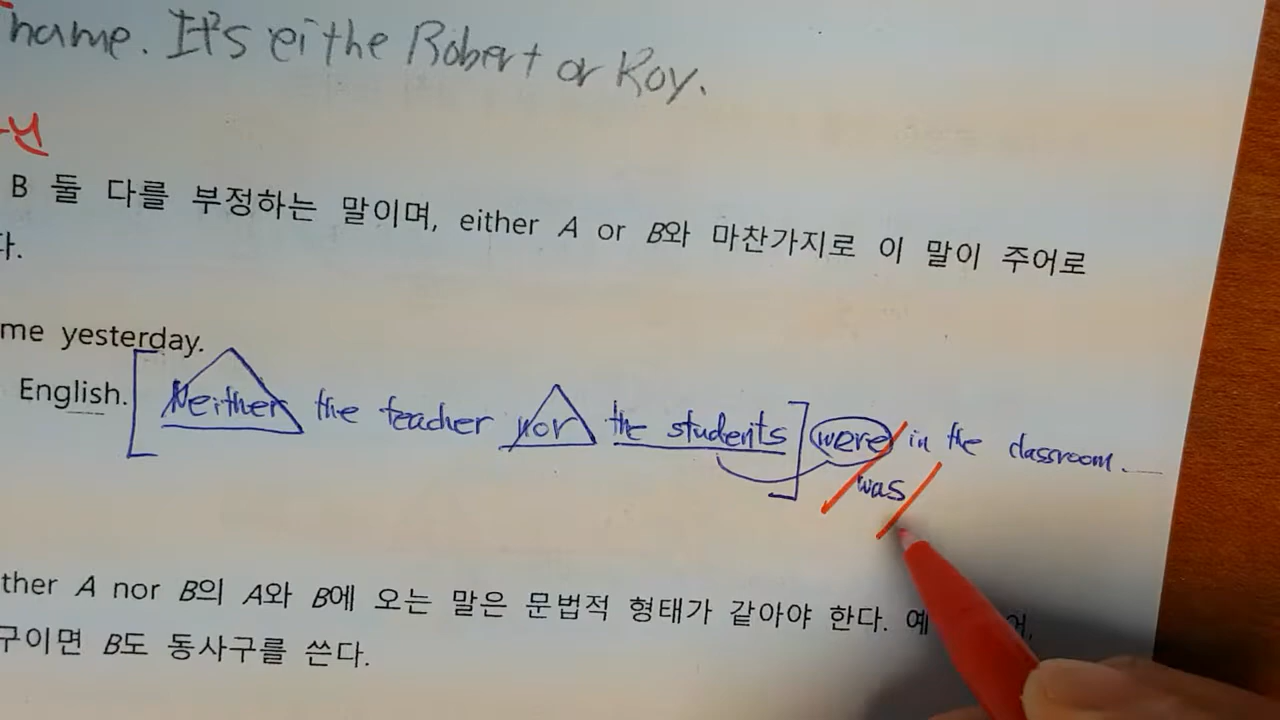 name. It's eithe Robert or Roy.
B 둘 다를 부정하는 말이며, either A or B와 마찬가지로 이 말이 주어로
다.
me yesterday.
English. [Neither the teacher nor the students] were in the classroom.
was
ther A nor B의 A와 B에 오는 말은 문법적 형태가 같아야 한다. 예
구이면 B도 동사구를 쓴다.